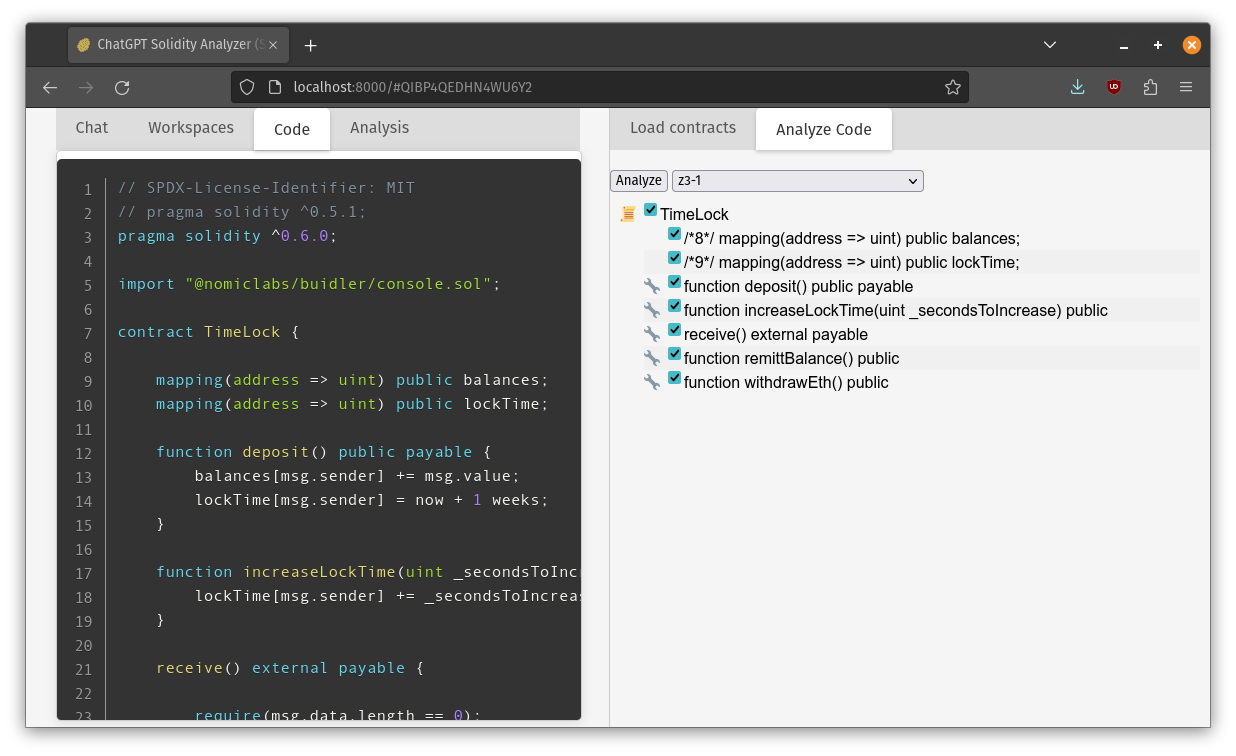 ChatGPT Solidity Analyzer (S
localhost:8000/#QIBP4QEDHN4WU6Y2
Chat Workspaces Code Analysis
1 // SPDX-License-Identifier: MIT
2 // pragma solidity ^0.5.1;
3 pragma solidity ^0.6.0;
4
5 import "@nomiclabs/buidler/console.sol";
6
7 contract TimeLock {
8
9 mapping(address => uint) public balances;
10 mapping(address => uint) public lockTime;
11
12 function deposit() public payable {
13 balances[msg.sender] += msg.value;
14 lockTime[msg.sender] = now + 1 weeks;
15 }
16
17 function increaseLockTime(uint _secondsToIncr
18 lockTime[msg.sender] += _secondsToIncreas
19 }
20
21 receive() external payable {
22
23 require(msg.data.length == 0);
Load contracts Analyze Code
Analyze z3-1
TimeLock
/*8*/ mapping(address => uint) public balances;
/*9*/ mapping(address => uint) public lockTime;
function deposit() public payable
function increaseLockTime(uint _secondsToIncrease) public
receive() external payable
function remittBalance() public
function withdrawEth() public